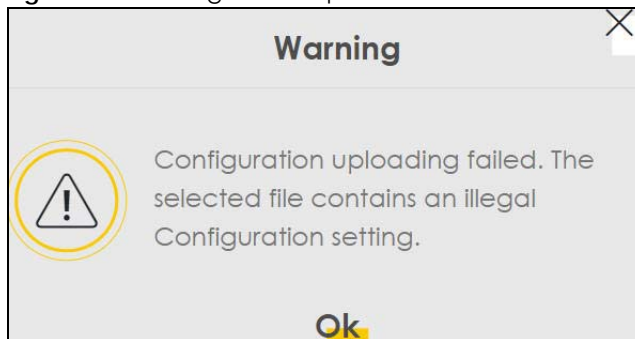 Warning
Configuration uploading failed. The
selected file contains an illegal
Configuration setting.
Ok